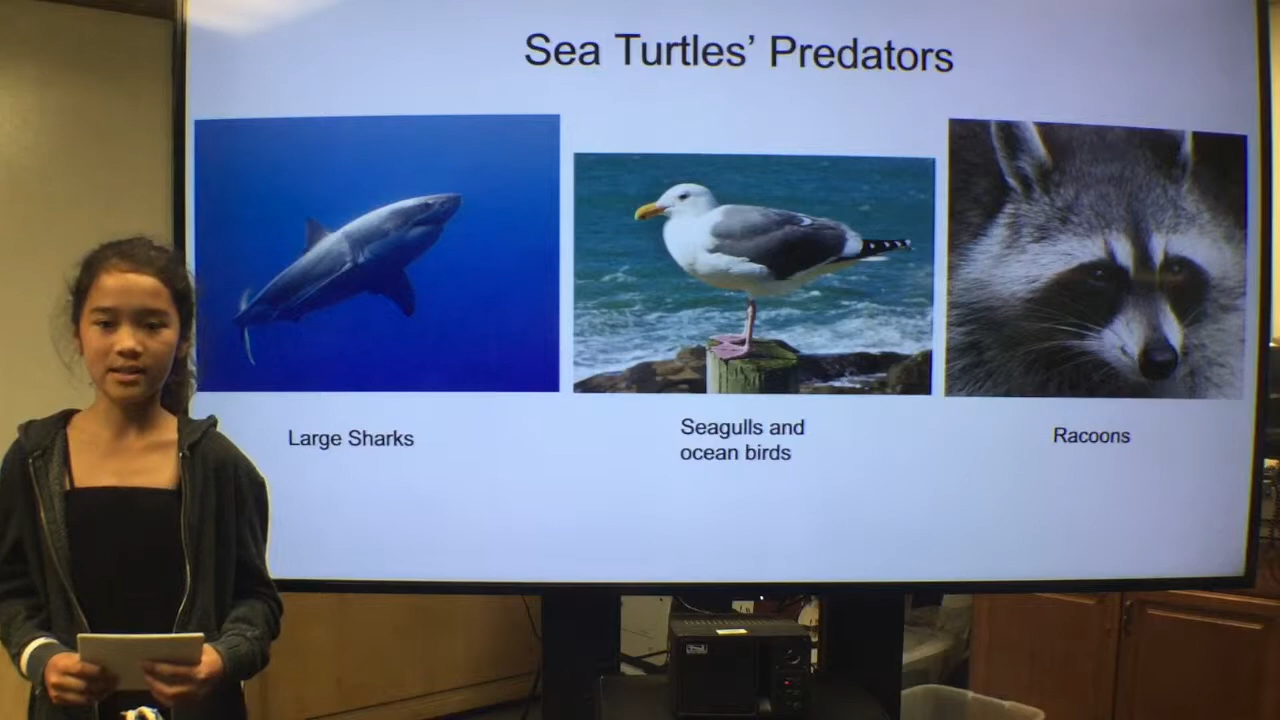 Sea Turtles’ Predators
Large Sharks
Seagulls and
ocean birds
Racoons